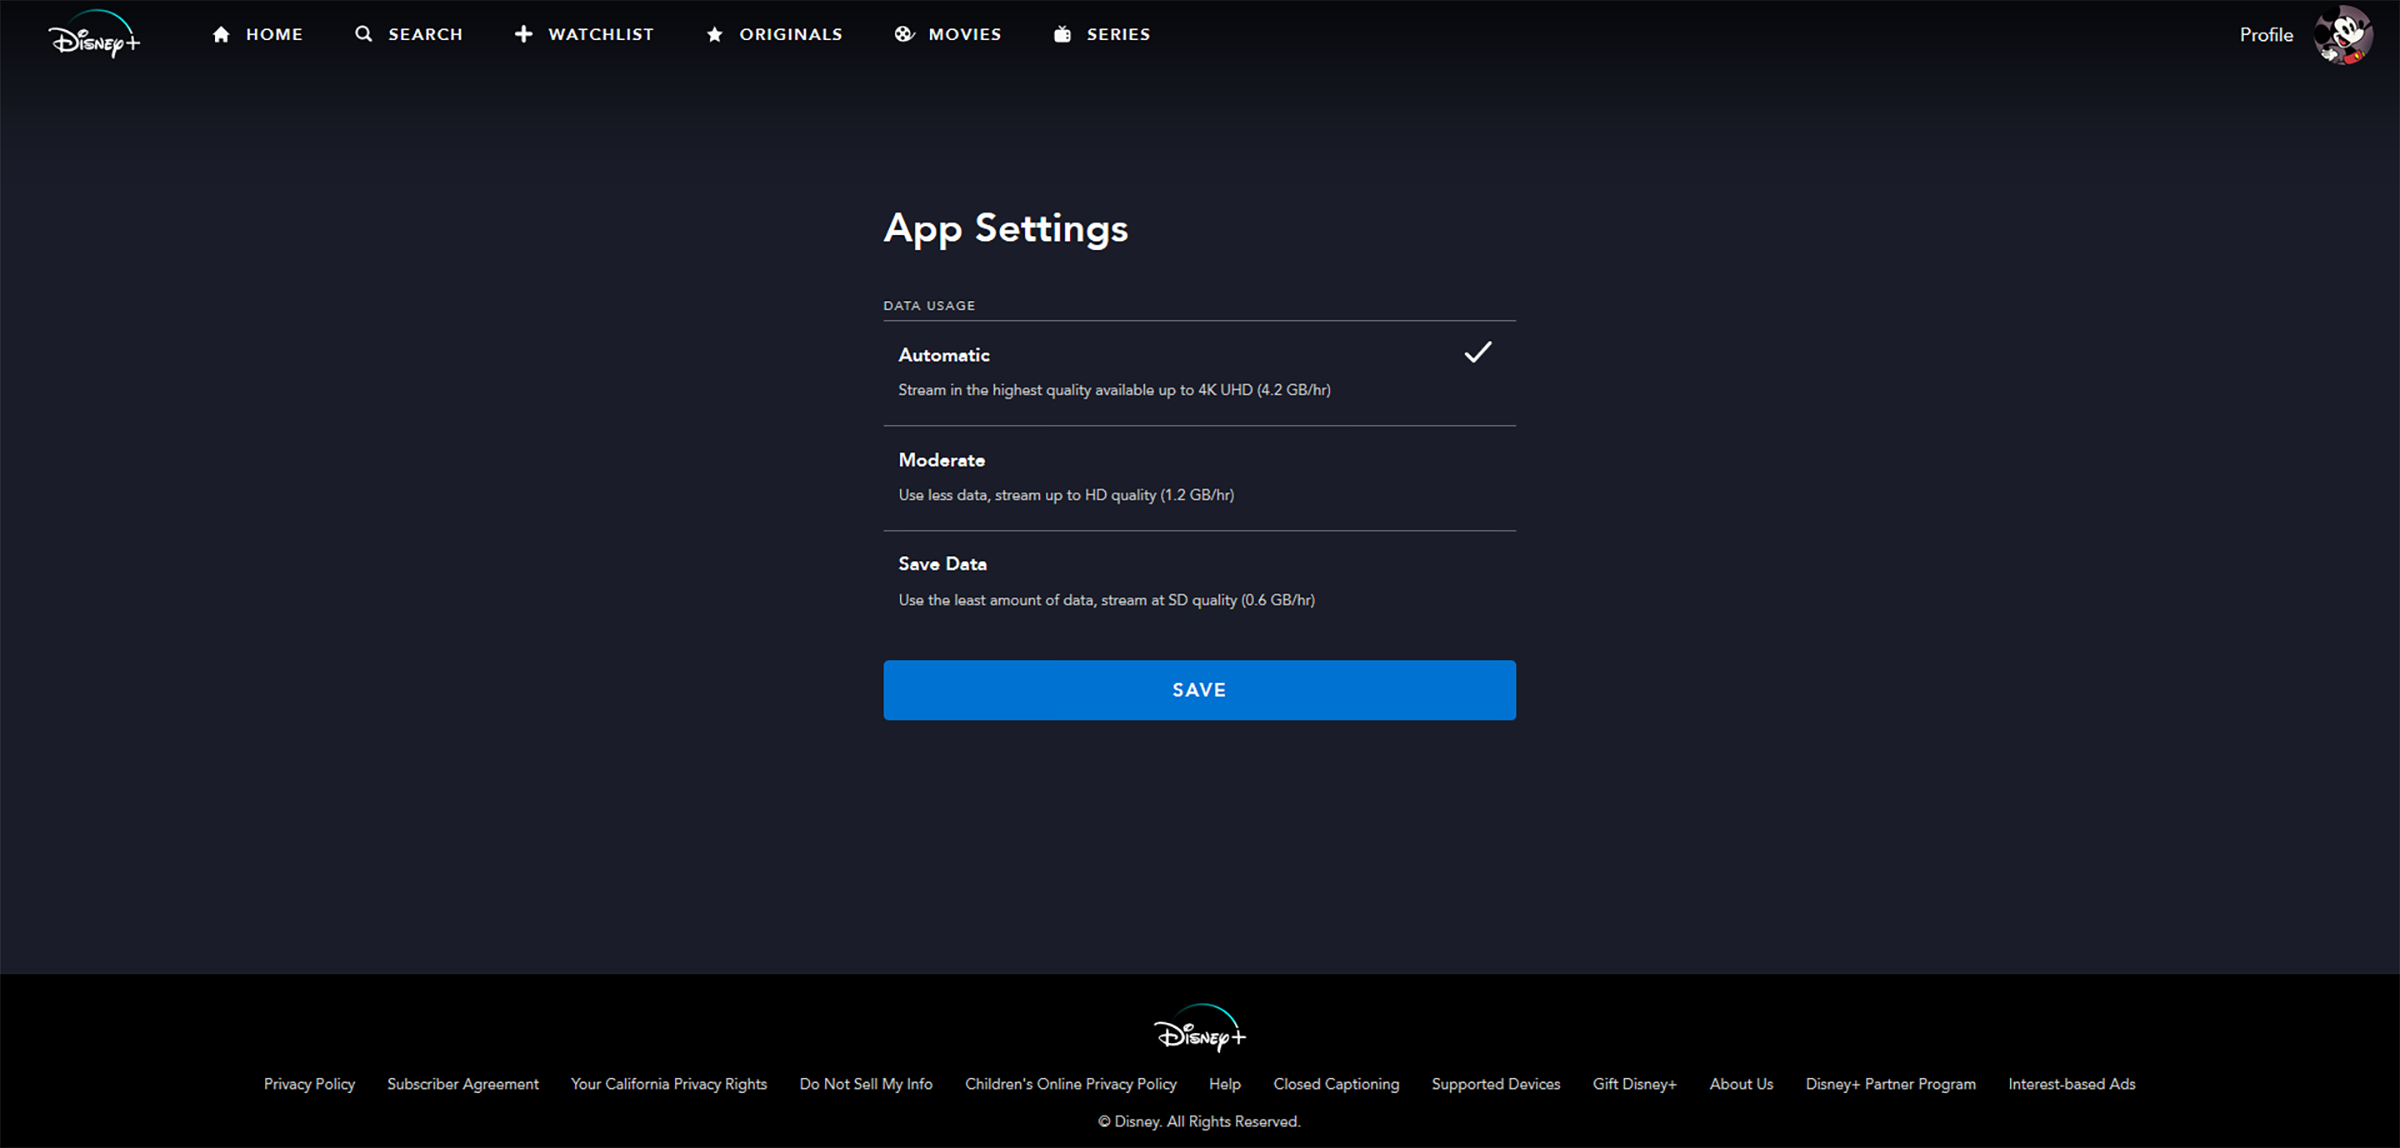 Disney+ HOME SEARCH WATCHLIST ORIGINALS MOVIES SERIES Profile
App Settings
DATA USAGE
Automatic
Stream in the highest quality available up to 4K UHD (4.2 GB/hr)
Moderate
Use less data, stream up to HD quality (1.2 GB/hr)
Save Data
Use the least amount of data, stream at SD quality (0.6 GB/hr)
SAVE
Disney+
Privacy Policy Subscriber Agreement Your California Privacy Rights Do Not Sell My Info Children's Online Privacy Policy Help Closed Captioning Supported Devices Gift Disney+ About Us Disney+ Partner Program Interest-based Ads
© Disney. All Rights Reserved.